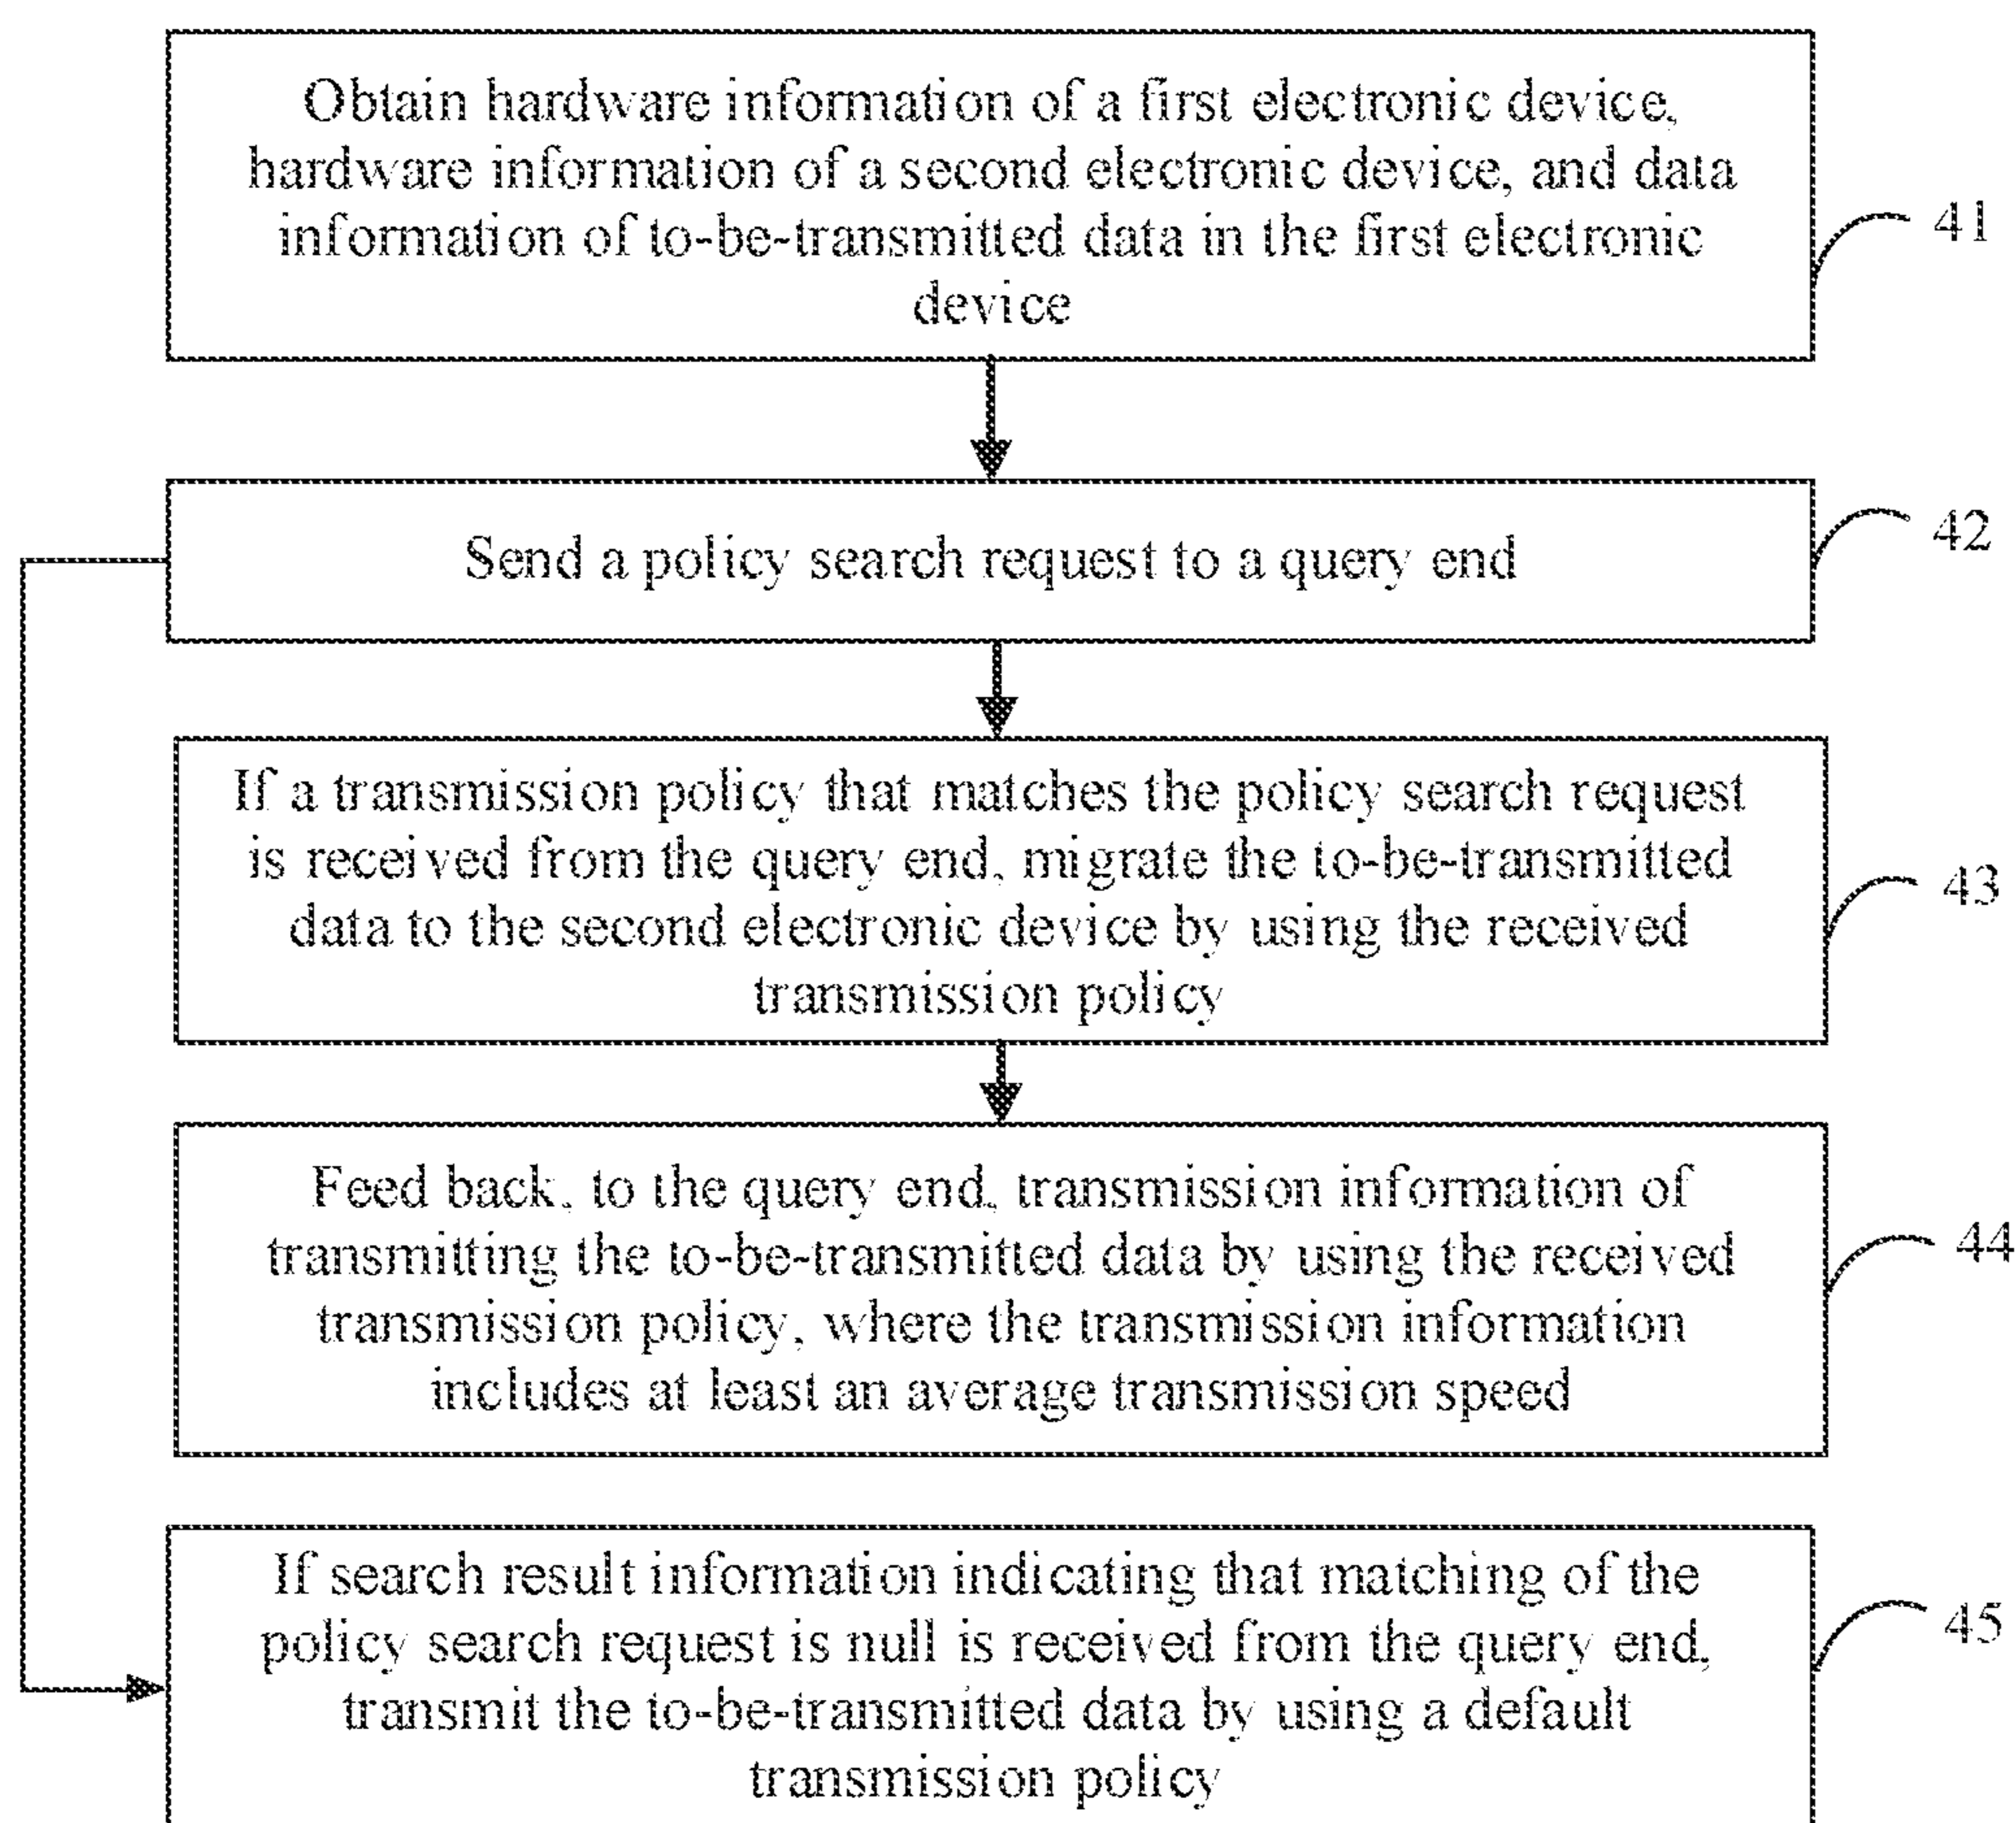 Obtain hardware information of a first electronic device,
hardware information of a second electronic device, and data
information of to-be-transmitted data in the first electronic
device
41
Send a policy search request to a query end
42
If a transmission policy that matches the policy search request
is received from the query end, migrate the to-be-transmitted
data to the second electronic device by using the received
transmission policy
43
Feed back, to the query end, transmission information of
transmitting the to-be-transmitted data by using the received
transmission policy, where the transmission information
includes at least an average transmission speed
44
If search result information indicating that matching of the
policy search request is null is received from the query end,
transmit the to-be-transmitted data by using a default
transmission policy
45